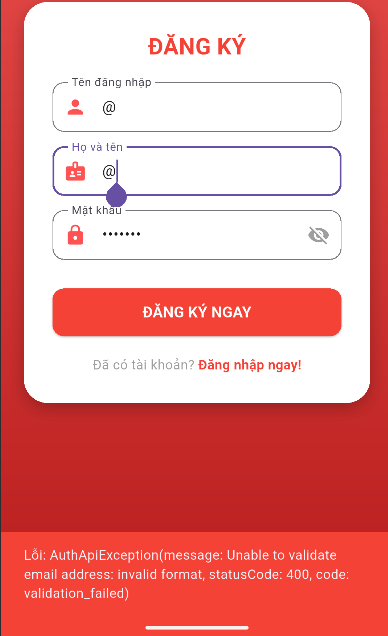 ĐĂNG KÝ
Tên đăng nhập
@
Họ và tên
@
Mật khẩu
•••••••
ĐĂNG KÝ NGAY
Đã có tài khoản? Đăng nhập ngay!
Lỗi: AuthApiException(message: Unable to validate
email address: invalid format, statusCode: 400, code:
validation_failed)